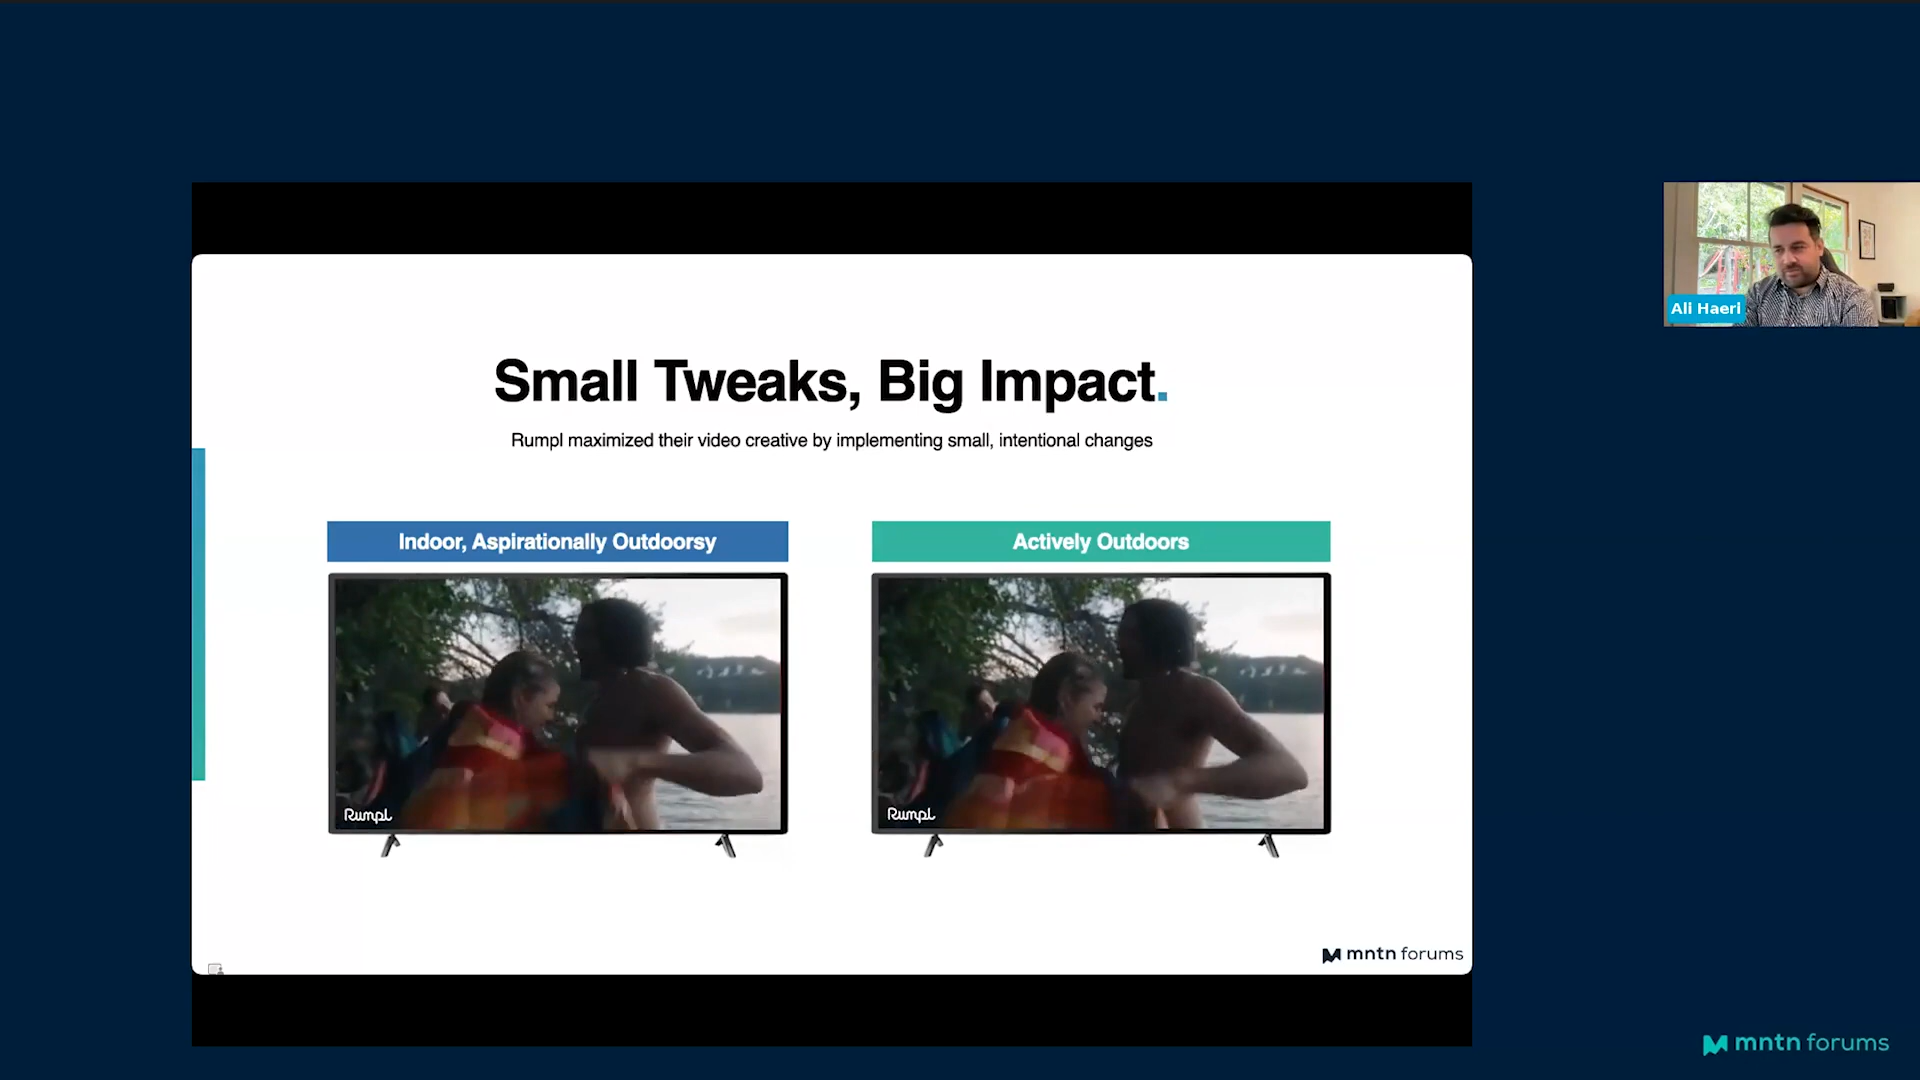 Small Tweaks, Big Impact.
Rumpl maximized their video creative by implementing small, intentional changes
Indoor, Aspirationally Outdoorsy
Actively Outdoors
Rumpl
Rumpl
mntn forums
Ali Haeri
mntn forums